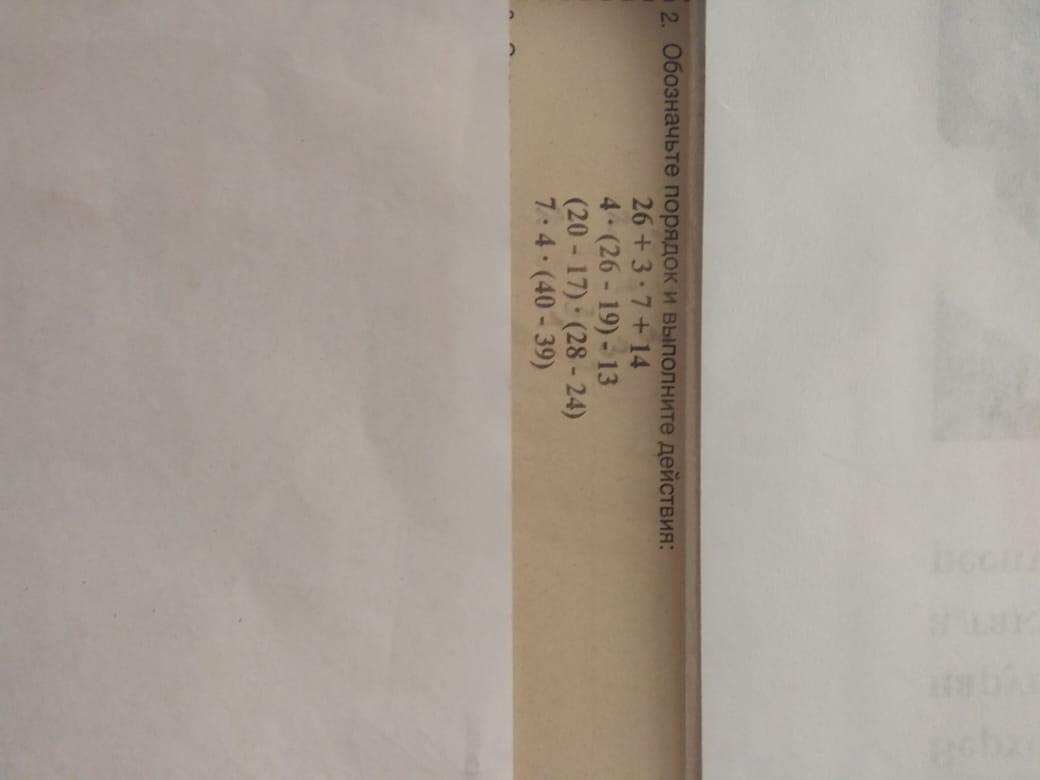 2. Обозначьте порядок и выполните действия:
26 + 3 · 7 + 14
4 · (26 - 19) - 13
(20 - 17) · (28 - 24)
7 · 4 · (40 - 39)